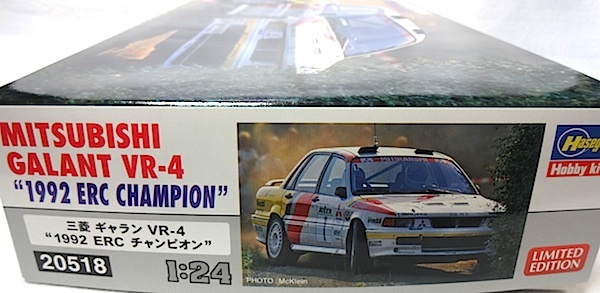 MITSUBISHI
GALANT VR-4
"1992 ERC CHAMPION"
三菱 ギャラン VR-4
"1992 ERC チャンピオン"
20518
1:24
PHOTO : McKlein
Hobby ki
LIMITED
EDITION